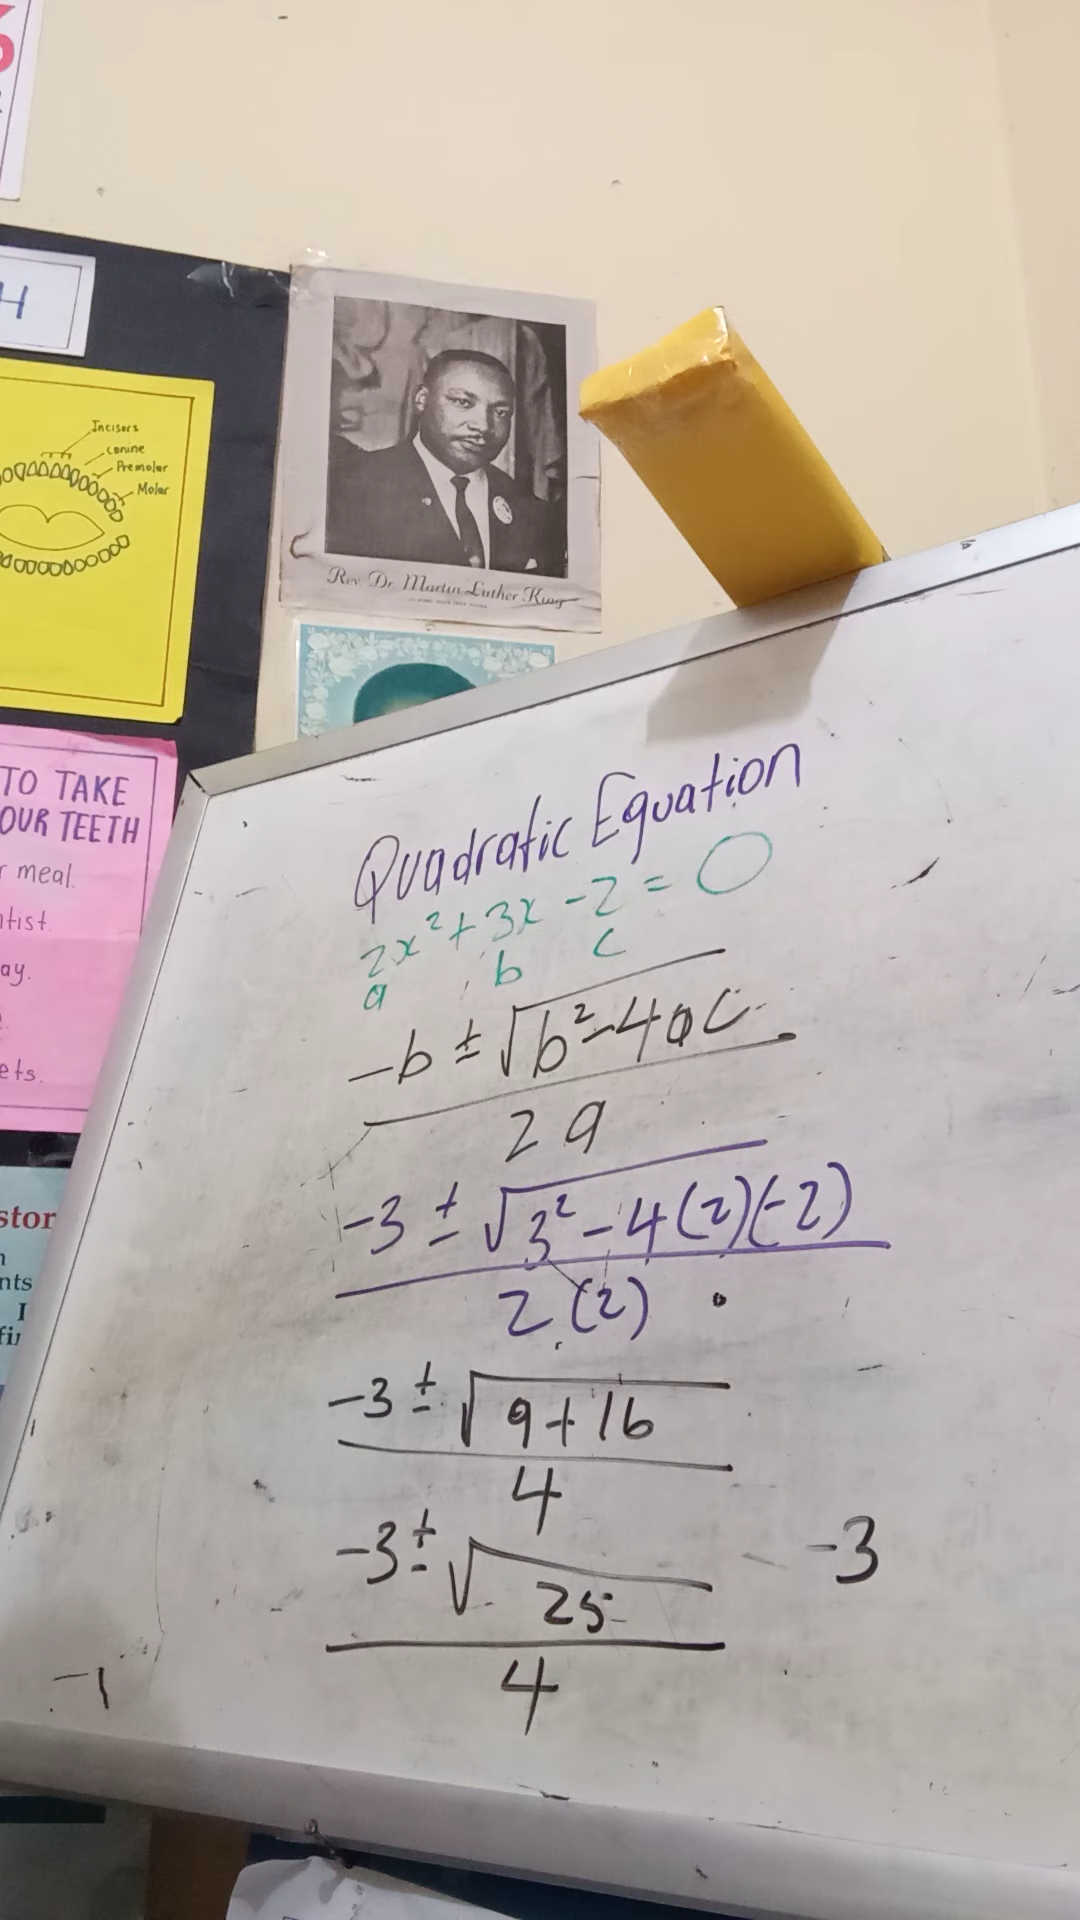 H
Incisors
canine
Premolar
Molar
Rev. Dr. Martin Luther King
TO TAKE
OUR TEETH
meal.
ay.
ets.
stor
nts
I
Quadratic Equation
2x² + 3x - 2 = 0
a b c
-b ± √b² - 4ac
2a
-3 ± √3² - 4(2)(-2)
2(2)
-3 ± √9 + 16
4
-3 ± √25
4
-3
-1